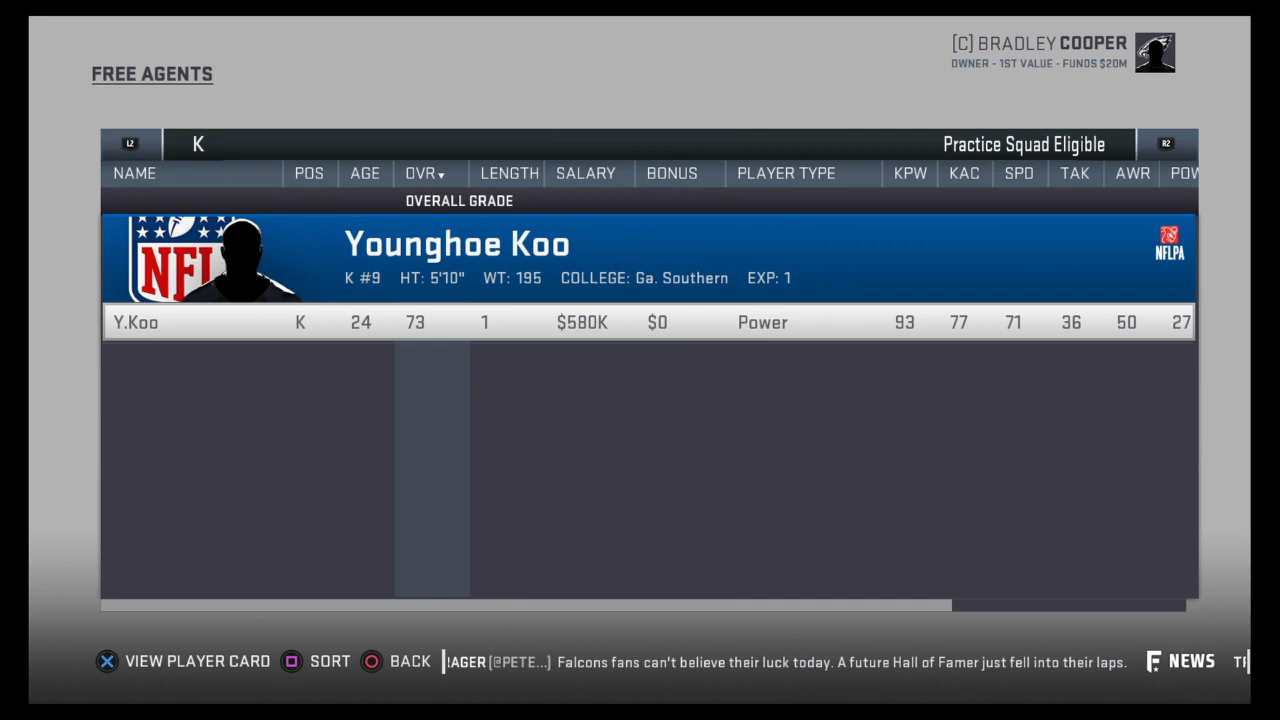 [C] BRADLEY COOPER
OWNER - 1ST VALUE - FUNDS $20M
FREE AGENTS
L2 K Practice Squad Eligible R2
NAME POS AGE OVR▼ LENGTH SALARY BONUS PLAYER TYPE KPW KAC SPD TAK AWR POW
OVERALL GRADE
NFL
Younghoe Koo
K #9 HT: 5'10" WT: 195 COLLEGE: Ga. Southern EXP: 1
NFLPA
Y.Koo K 24 73 1 $580K $0 Power 93 77 71 36 50 27
VIEW PLAYER CARD SORT BACK RAGER (@PETE...) Falcons fans can't believe their luck today. A future Hall of Famer just fell into their laps. NEWS